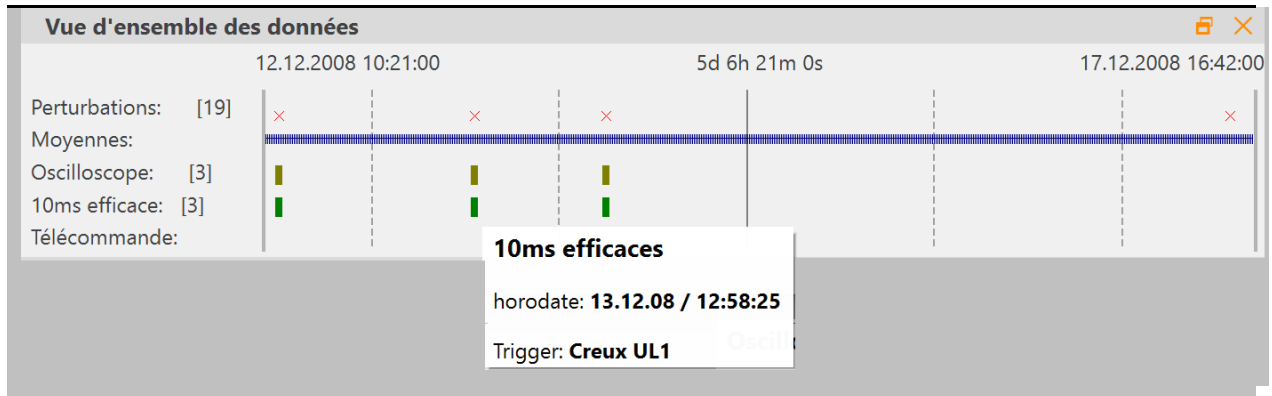 Vue d'ensemble des données
12.12.2008 10:21:00 5d 6h 21m 0s 17.12.2008 16:42:00
Perturbations: [19]
Moyennes:
Oscilloscope: [3]
10ms efficace: [3]
Télécommande:
10ms efficaces
horodate: 13.12.08 / 12:58:25
Trigger: Creux UL1